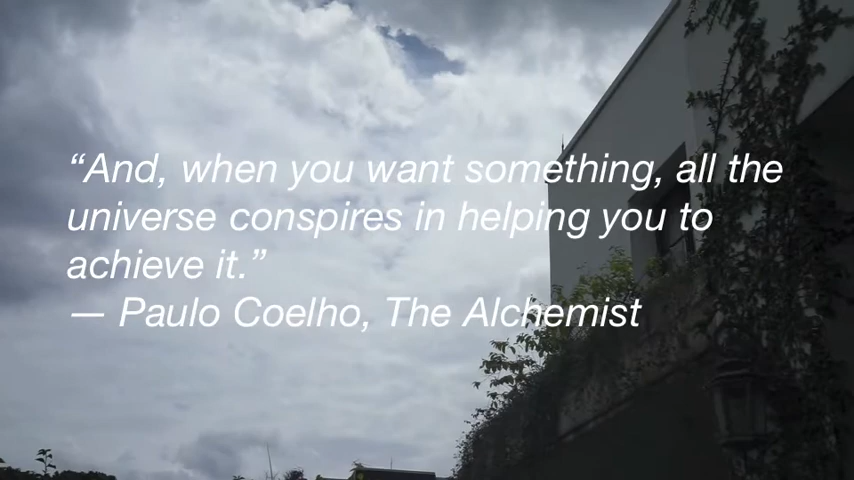 “And, when you want something, all the
universe conspires in helping you to
achieve it.”
— Paulo Coelho, The Alchemist